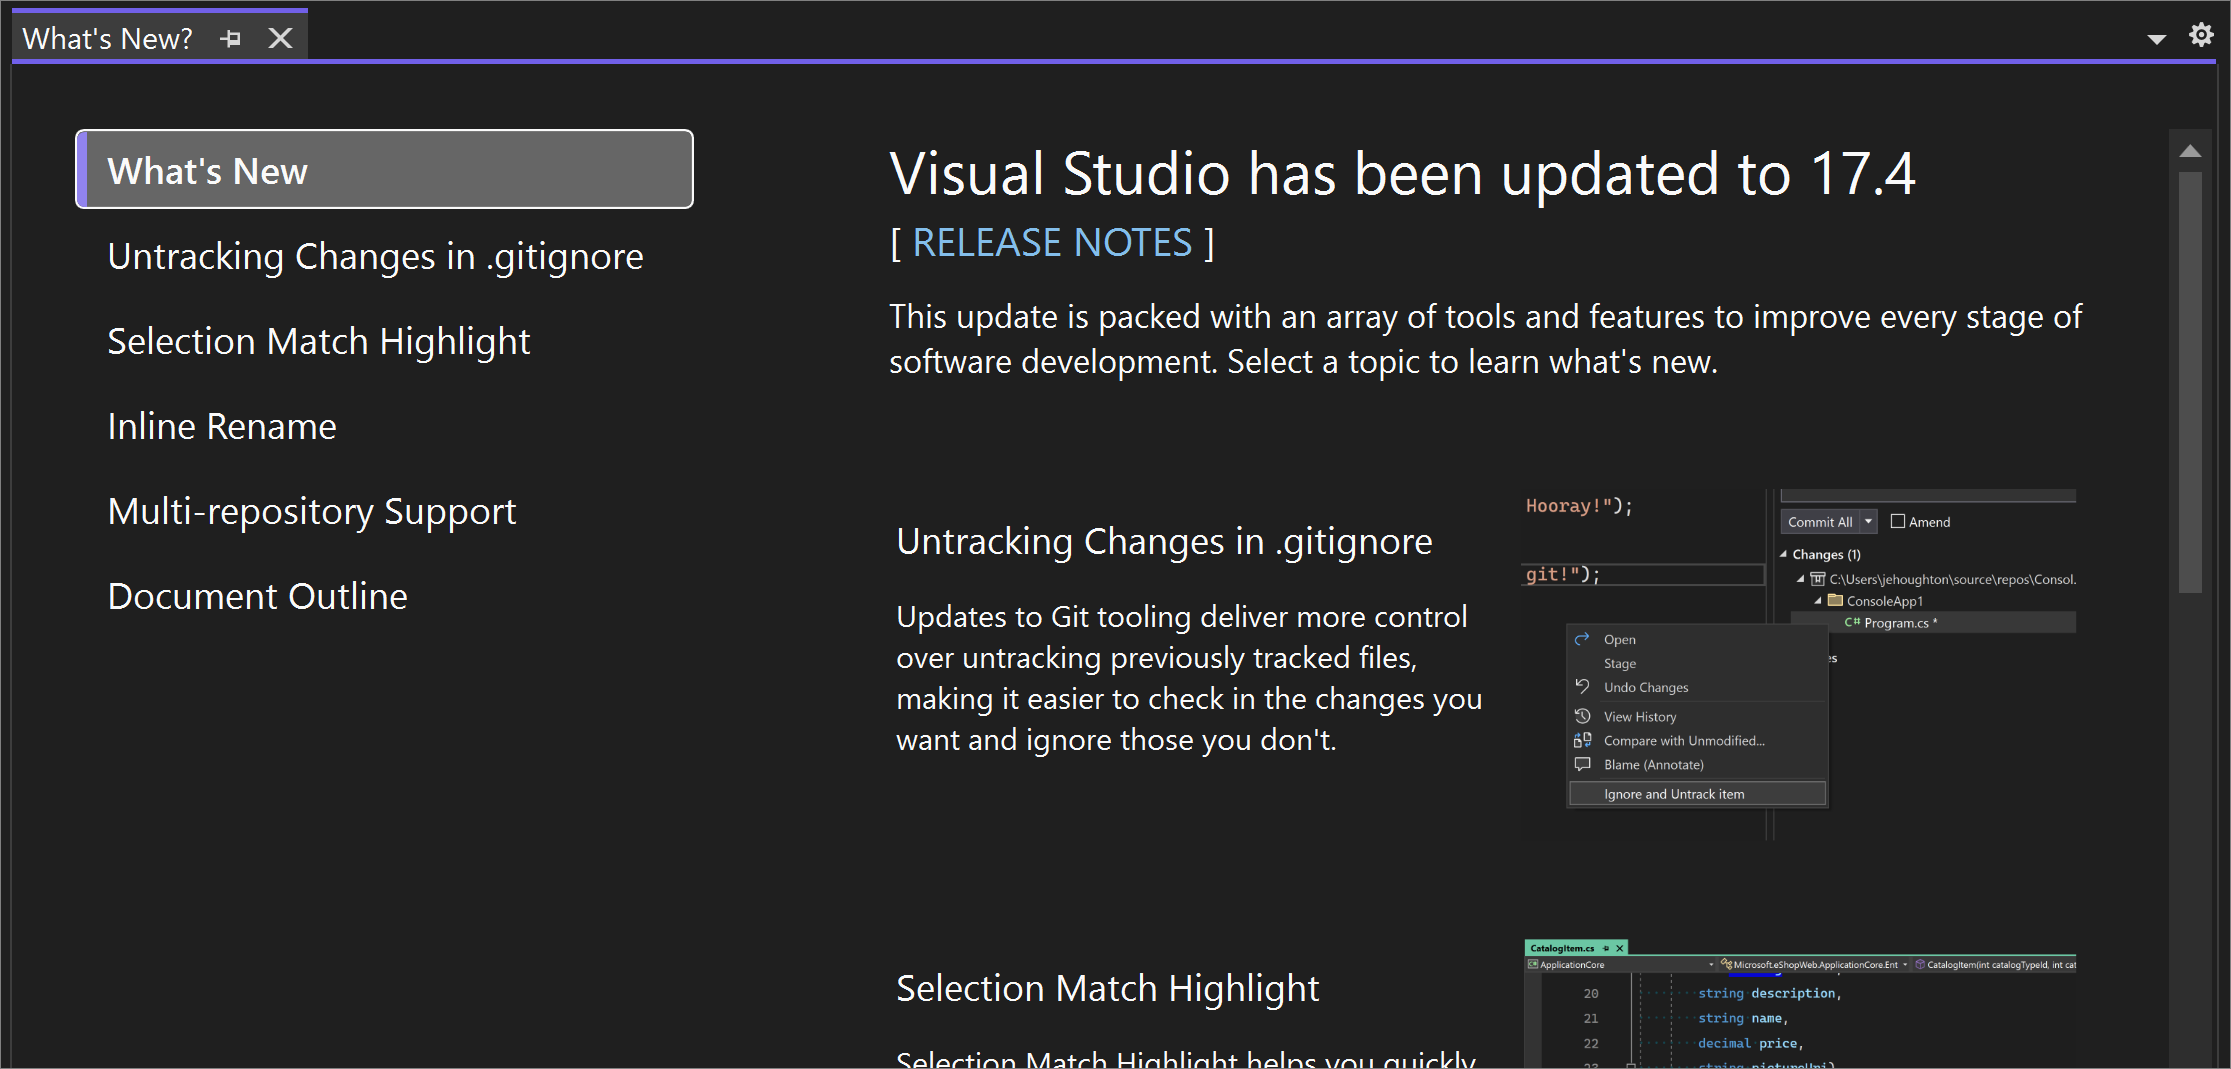 What's New?
What's New
Untracking Changes in .gitignore
Selection Match Highlight
Inline Rename
Multi-repository Support
Document Outline
Visual Studio has been updated to 17.4
[ RELEASE NOTES ]
This update is packed with an array of tools and features to improve every stage of
software development. Select a topic to learn what's new.
Untracking Changes in .gitignore
Updates to Git tooling deliver more control
over untracking previously tracked files,
making it easier to check in the changes you
want and ignore those you don't.
Hooray!");
git!");
Commit All
Amend
Changes (1)
C:\Users\jehoughton\source\repos\Consol.
ConsoleApp1
C# Program.cs *
es
Open
Stage
Undo Changes
View History
Compare with Unmodified...
Blame (Annotate)
Ignore and Untrack item
Selection Match Highlight
Selection Match Highlight helps you quickly
CatalogItem.cs
ApplicationCore
Microsoft.eShopWeb.ApplicationCore.Ent
CatalogItem(int catalogTypeId, int cat
20 string description,
21 string name,
22 decimal price,
23 string pictureUri)